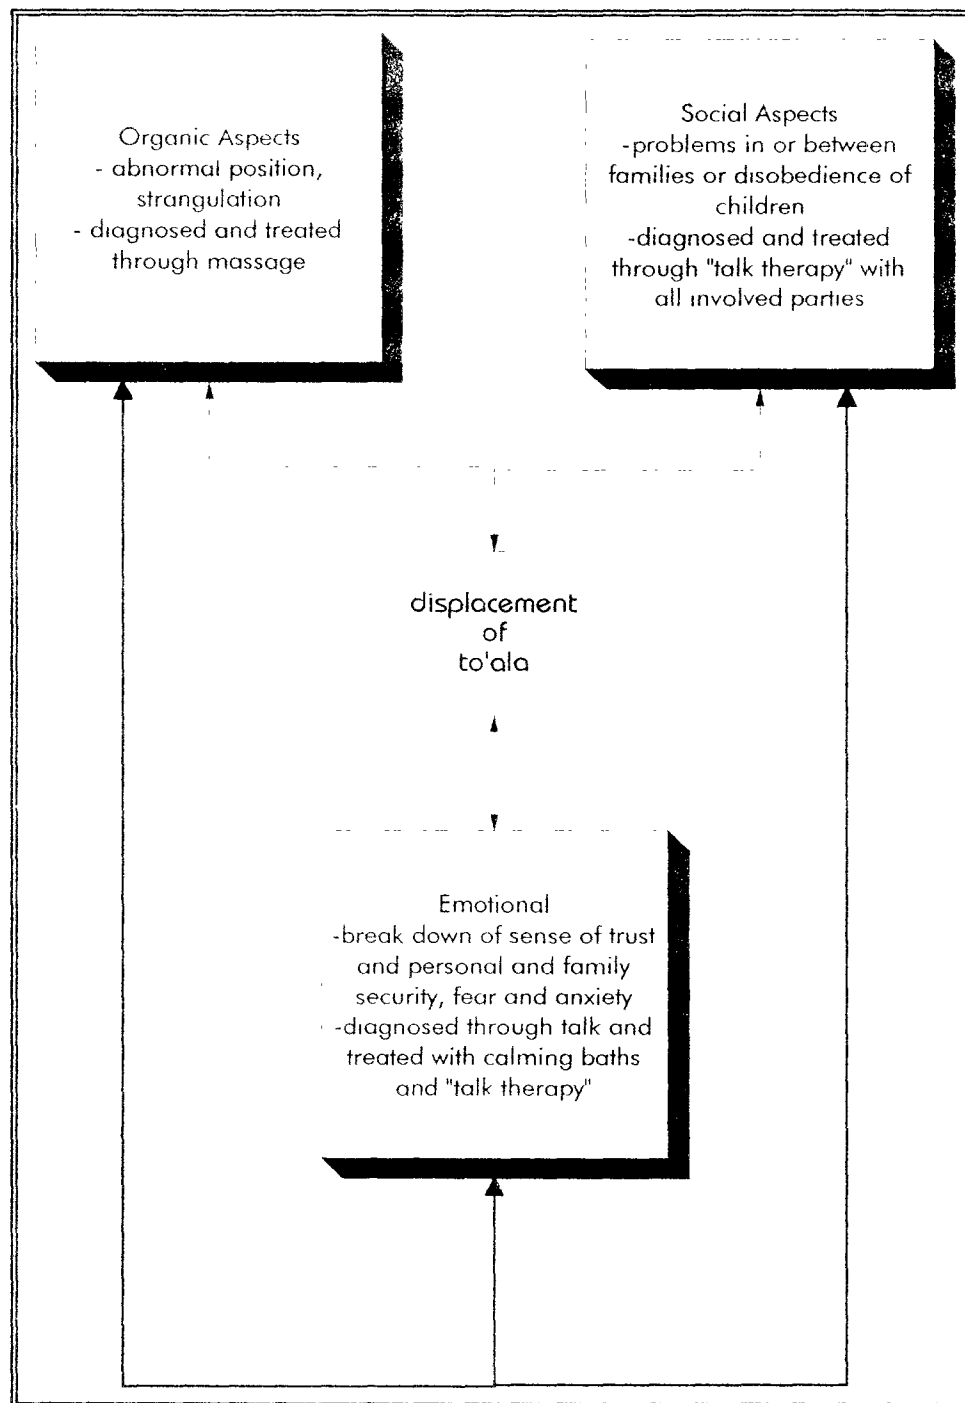 Organic Aspects
- abnormal position,
strangulation
- diagnosed and treated
through massage
Social Aspects
-problems in or between
families or disobedience of
children
-diagnosed and treated
through "talk therapy" with
all involved parties
displacement
of
to'ala
Emotional
-break down of sense of trust
and personal and family
security, fear and anxiety
-diagnosed through talk and
treated with calming baths
and "talk therapy"